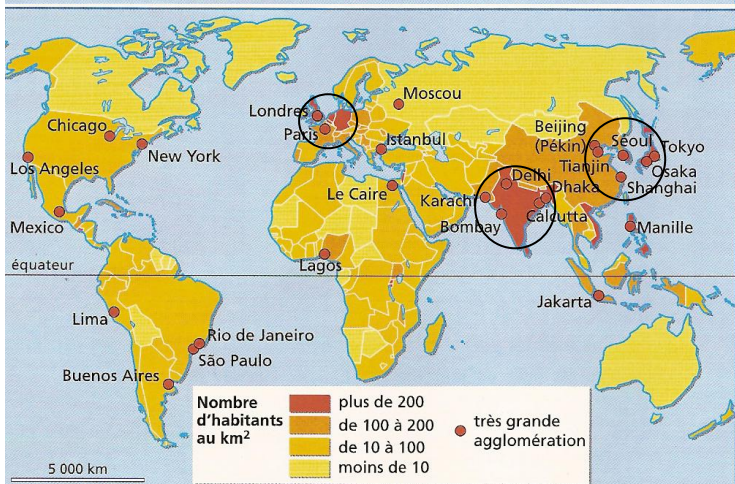 Moscou
Londres
Paris
Istanbul
Chicago
New York
Los Angeles
Mexico
Le Caire
Beijing
(Pékin)
Séoul
Tokyo
Tianjin
Osaka
Shanghai
Delhi
Dhaka
Karachi
Calcutta
Bombay
Manille
Lagos
équateur
Jakarta
Lima
Rio de Janeiro
São Paulo
Buenos Aires
Nombre
d'habitants
au km²
plus de 200
de 100 à 200
de 10 à 100
moins de 10
très grande
agglomération
5 000 km